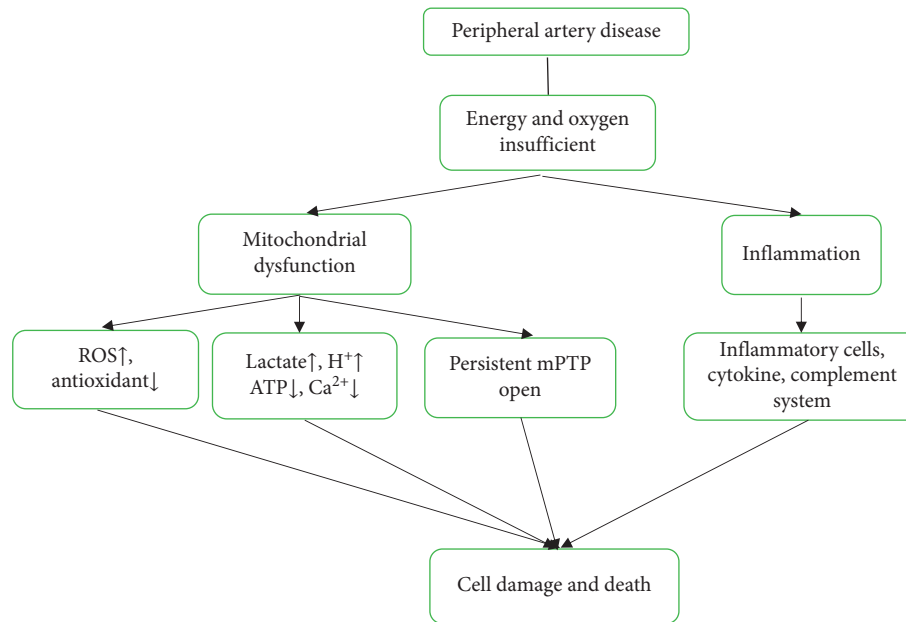 Peripheral artery disease
Energy and oxygen
insufficient
Mitochondrial
dysfunction
Inflammation
ROS↑,
antioxidant↓
Lactate↑, H⁺↑
ATP↓, Ca²⁺↓
Persistent mPTP
open
Inflammatory cells,
cytokine, complement
system
Cell damage and death